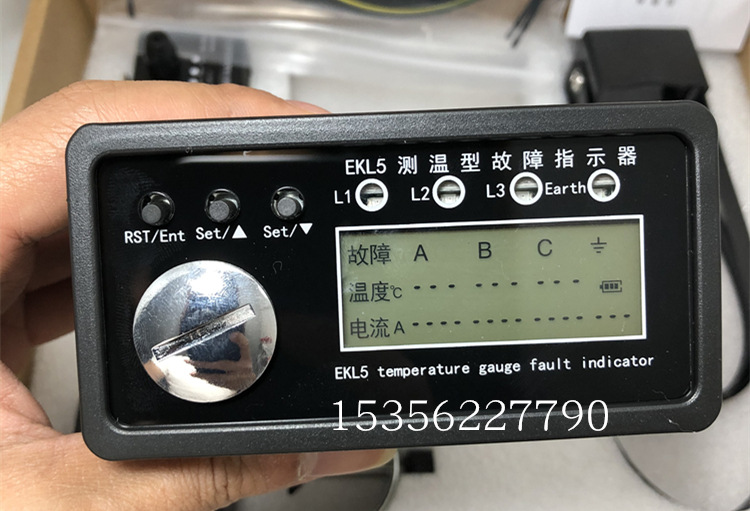 EKL5 测温型故障指示器
L1 L2 L3 Earth
RST/Ent Set/▲ Set/▼
故障 A B C ⏚
温度℃ --- --- ---
电流A ---- ---- ---- ----
EKL5 temperature gauge fault indicator
15356227790